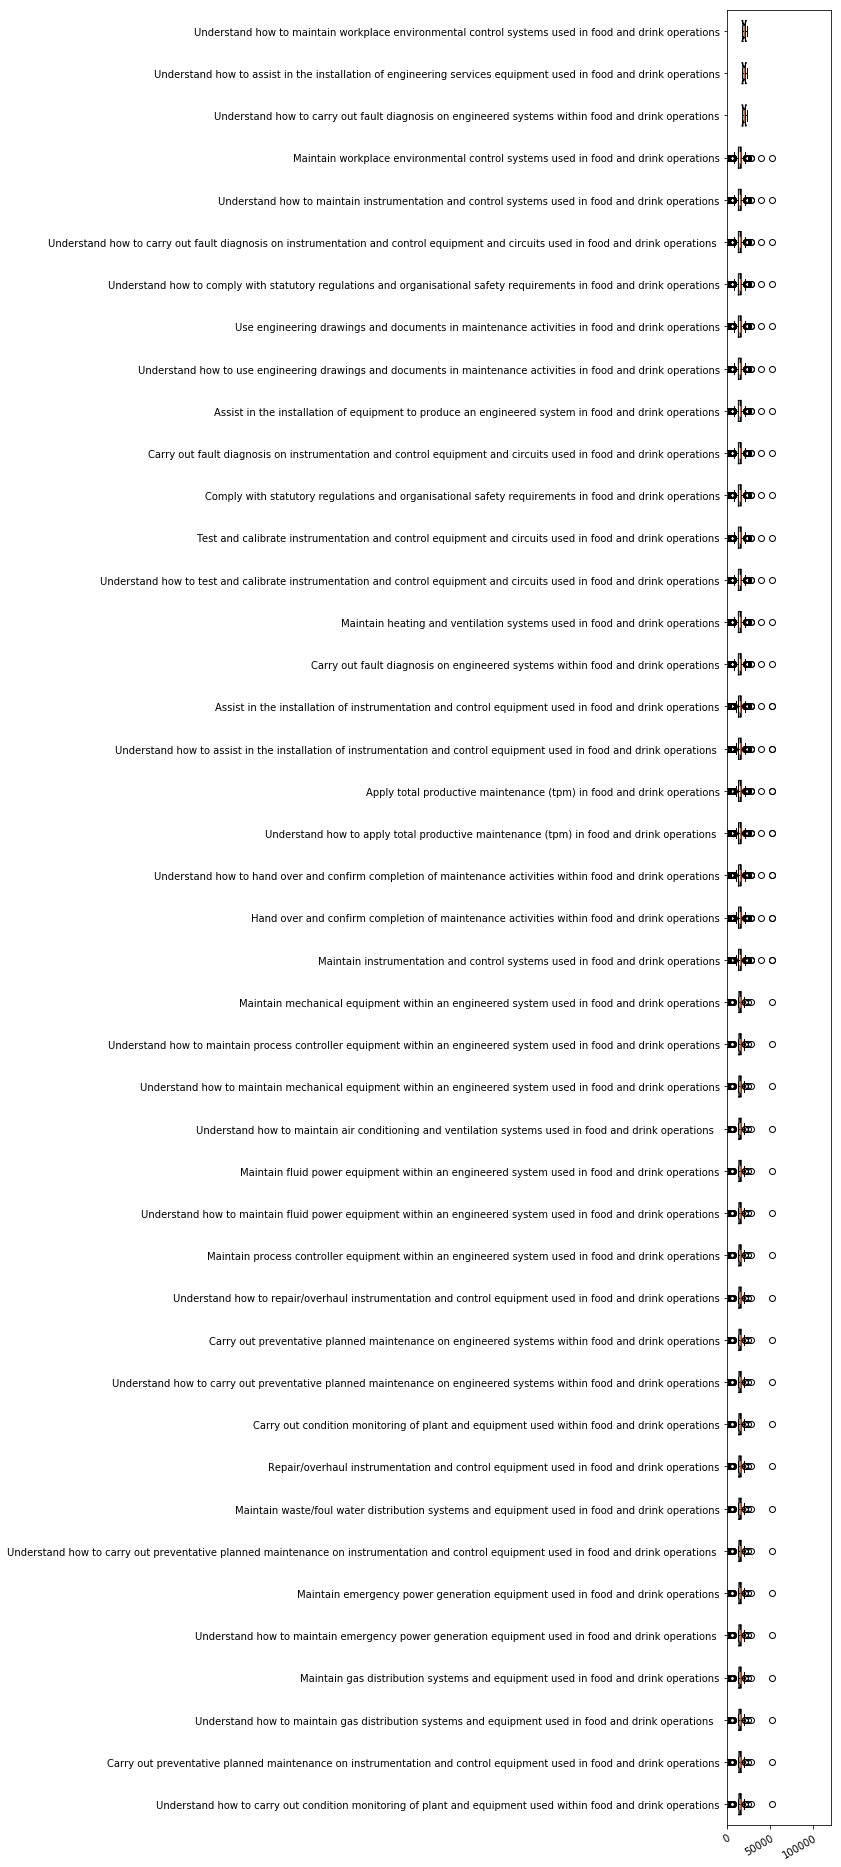 Understand how to maintain workplace environmental control systems used in food and drink operations
Understand how to assist in the installation of engineering services equipment used in food and drink operations
Understand how to carry out fault diagnosis on engineered systems within food and drink operations
Maintain workplace environmental control systems used in food and drink operations
Understand how to maintain instrumentation and control systems used in food and drink operations
Understand how to carry out fault diagnosis on instrumentation and control equipment and circuits used in food and drink operations
Understand how to comply with statutory regulations and organisational safety requirements in food and drink operations
Use engineering drawings and documents in maintenance activities in food and drink operations
Understand how to use engineering drawings and documents in maintenance activities in food and drink operations
Assist in the installation of equipment to produce an engineered system in food and drink operations
Carry out fault diagnosis on instrumentation and control equipment and circuits used in food and drink operations
Comply with statutory regulations and organisational safety requirements in food and drink operations
Test and calibrate instrumentation and control equipment and circuits used in food and drink operations
Understand how to test and calibrate instrumentation and control equipment and circuits used in food and drink operations
Maintain heating and ventilation systems used in food and drink operations
Carry out fault diagnosis on engineered systems within food and drink operations
Assist in the installation of instrumentation and control equipment used in food and drink operations
Understand how to assist in the installation of instrumentation and control equipment used in food and drink operations
Apply total productive maintenance (tpm) in food and drink operations
Understand how to apply total productive maintenance (tpm) in food and drink operations
Understand how to hand over and confirm completion of maintenance activities within food and drink operations
Hand over and confirm completion of maintenance activities within food and drink operations
Maintain instrumentation and control systems used in food and drink operations
Maintain mechanical equipment within an engineered system used in food and drink operations
Understand how to maintain process controller equipment within an engineered system used in food and drink operations
Understand how to maintain mechanical equipment within an engineered system used in food and drink operations
Understand how to maintain air conditioning and ventilation systems used in food and drink operations
Maintain fluid power equipment within an engineered system used in food and drink operations
Understand how to maintain fluid power equipment within an engineered system used in food and drink operations
Maintain process controller equipment within an engineered system used in food and drink operations
Understand how to repair/overhaul instrumentation and control equipment used in food and drink operations
Carry out preventative planned maintenance on engineered systems within food and drink operations
Understand how to carry out preventative planned maintenance on engineered systems within food and drink operations
Carry out condition monitoring of plant and equipment used within food and drink operations
Repair/overhaul instrumentation and control equipment used in food and drink operations
Maintain waste/foul water distribution systems and equipment used in food and drink operations
Understand how to carry out preventative planned maintenance on instrumentation and control equipment used in food and drink operations
Maintain emergency power generation equipment used in food and drink operations
Understand how to maintain emergency power generation equipment used in food and drink operations
Maintain gas distribution systems and equipment used in food and drink operations
Understand how to maintain gas distribution systems and equipment used in food and drink operations
Carry out preventative planned maintenance on instrumentation and control equipment used in food and drink operations
Understand how to carry out condition monitoring of plant and equipment used within food and drink operations
0 50000 100000